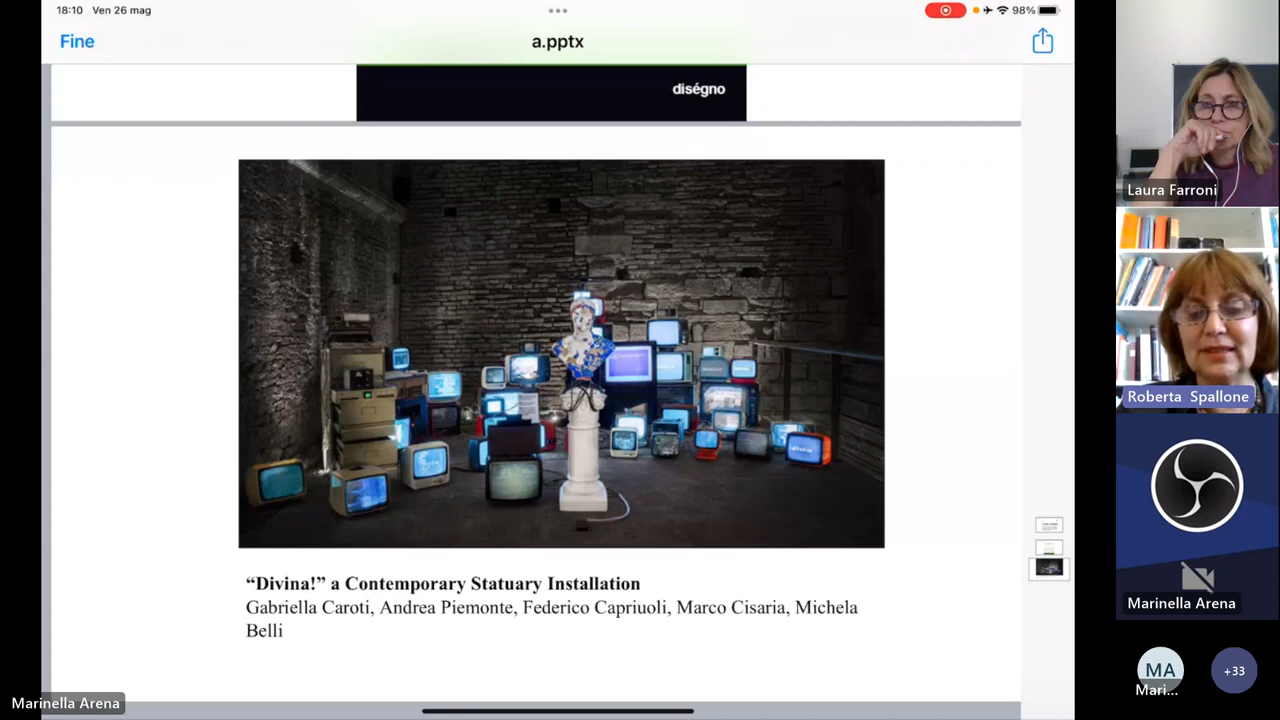 18:10 Ven 26 mag
98%
Fine
a.pptx
diségno
“Divina!” a Contemporary Statuary Installation
Gabriella Caroti, Andrea Piemonte, Federico Capriuoli, Marco Cisaria, Michela
Belli
Marinella Arena
Laura Farroni
Roberta Spallone
Marinella Arena
MA
Mari...
+33